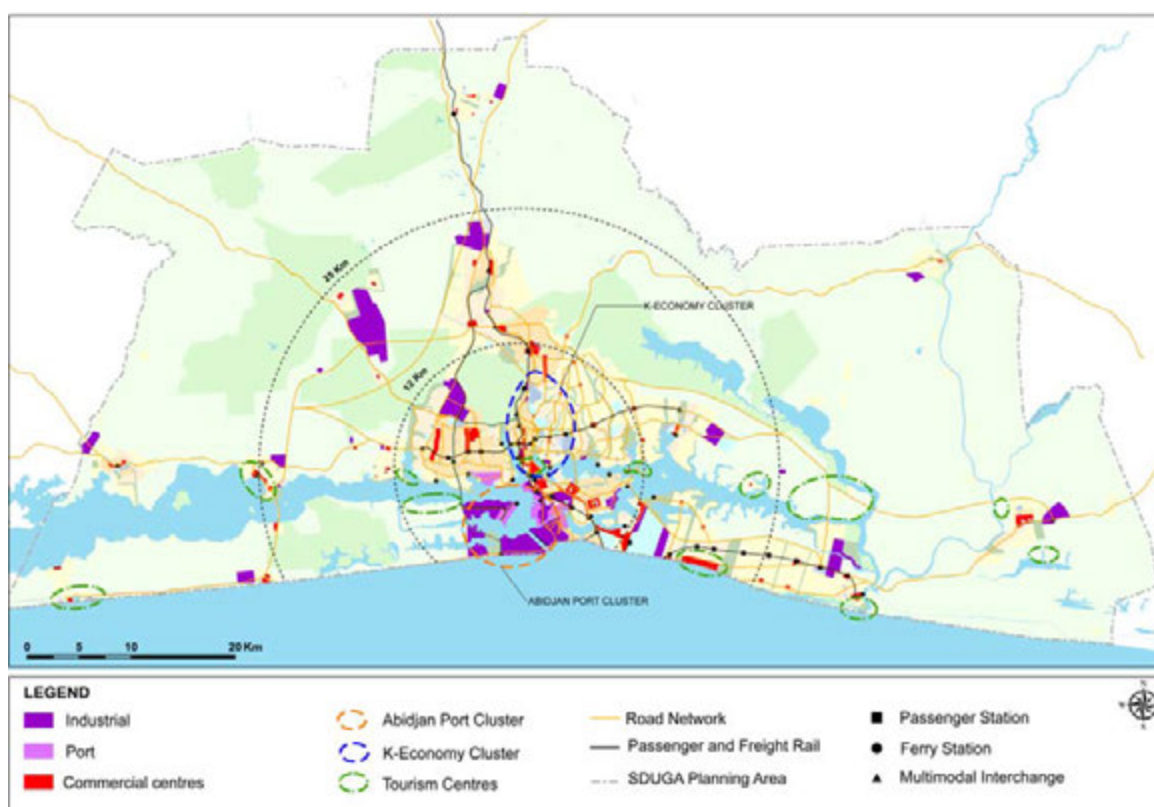 25 Km
K-ECONOMY CLUSTER
12 Km
ABIDJAN PORT CLUSTER
0 5 10 20 Km
LEGEND
Industrial
Port
Commercial centres
Abidjan Port Cluster
K-Economy Cluster
Tourism Centres
Road Network
Passenger and Freight Rail
SDUGA Planning Area
Passenger Station
Ferry Station
Multimodal Interchange